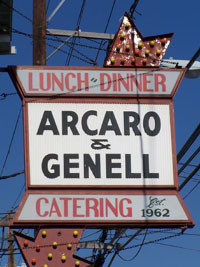 LUNCH-DINNER
ARCARO
&
GENELL
CATERING Est. 1962